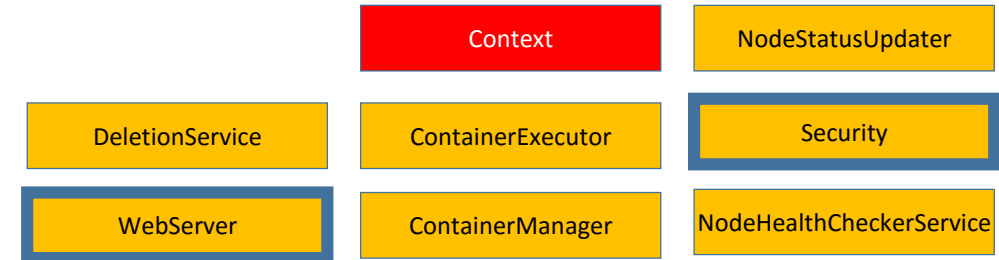 Context
NodeStatusUpdater
DeletionService
ContainerExecutor
Security
WebServer
ContainerManager
NodeHealthCheckerService